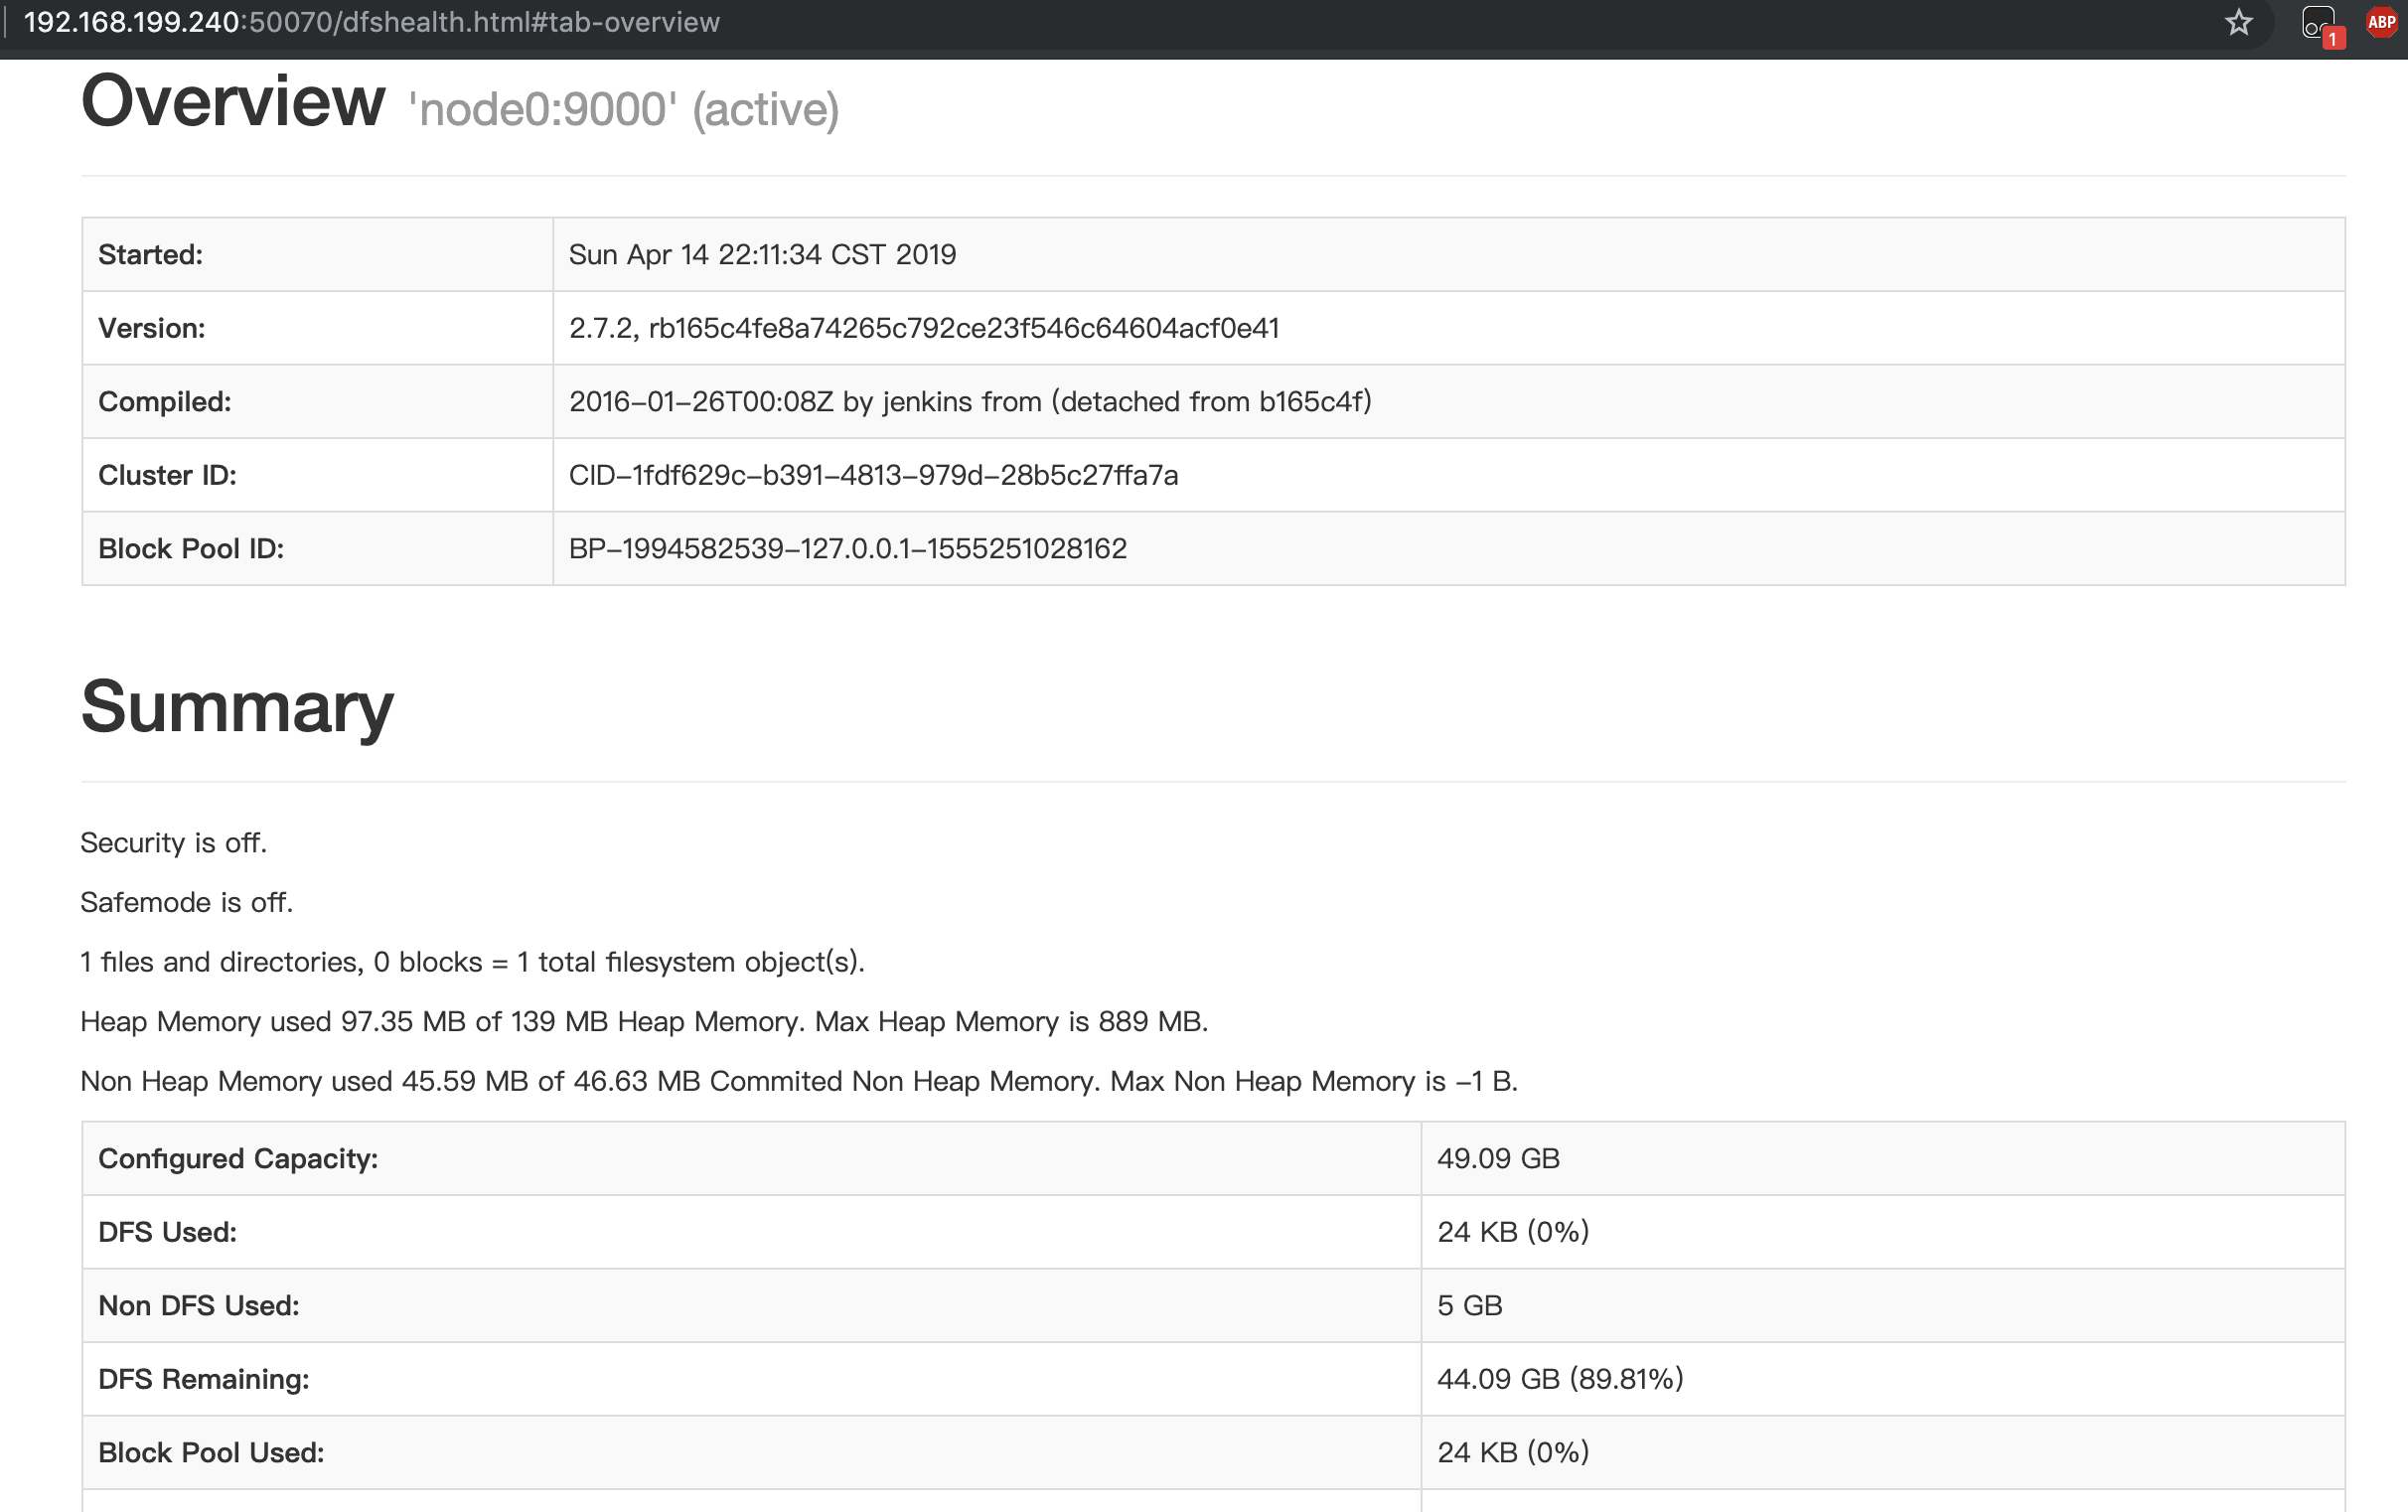 192.168.199.240:50070/dfshealth.html#tab-overview
1
ABP
Overview 'node0:9000' (active)
Started: Sun Apr 14 22:11:34 CST 2019
Version: 2.7.2, rb165c4fe8a74265c792ce23f546c64604acf0e41
Compiled: 2016-01-26T00:08Z by jenkins from (detached from b165c4f)
Cluster ID: CID-1fdf629c-b391-4813-979d-28b5c27ffa7a
Block Pool ID: BP-1994582539-127.0.0.1-1555251028162
Summary
Security is off.
Safemode is off.
1 files and directories, 0 blocks = 1 total filesystem object(s).
Heap Memory used 97.35 MB of 139 MB Heap Memory. Max Heap Memory is 889 MB.
Non Heap Memory used 45.59 MB of 46.63 MB Commited Non Heap Memory. Max Non Heap Memory is -1 B.
Configured Capacity: 49.09 GB
DFS Used: 24 KB (0%)
Non DFS Used: 5 GB
DFS Remaining: 44.09 GB (89.81%)
Block Pool Used: 24 KB (0%)